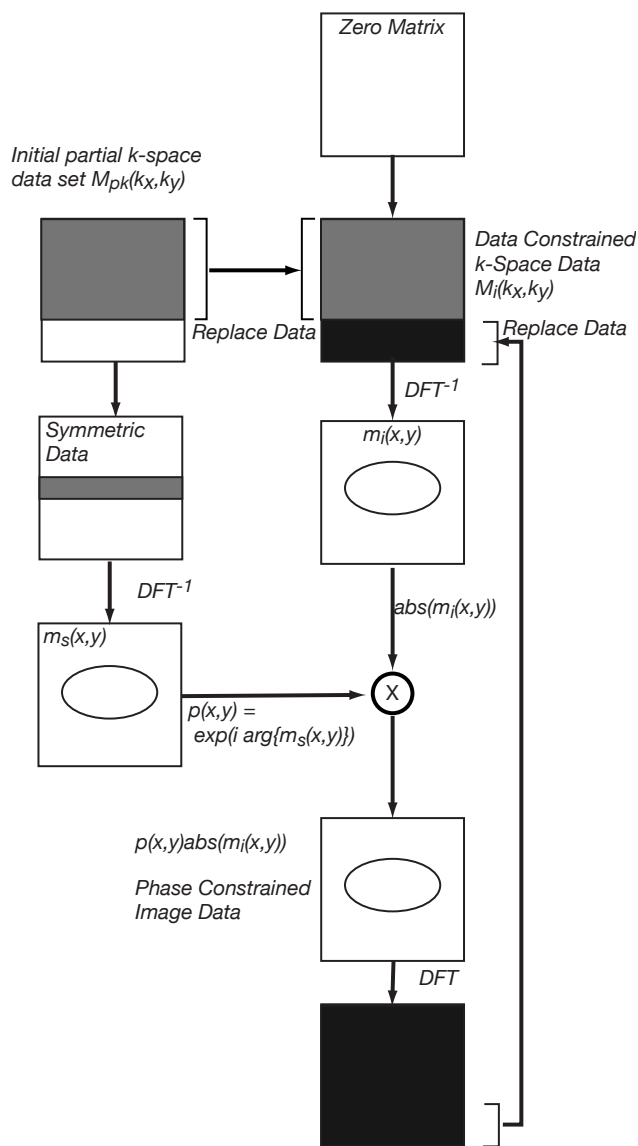 Zero Matrix
Initial partial k-space
data set Mpk(kx,ky)
Data Constrained
k-Space Data
Mi(kx,ky)
Replace Data
Replace Data
DFT-1
Symmetric
Data
mi(x,y)
DFT-1
abs(mi(x,y))
ms(x,y)
X
p(x,y) =
exp(i arg{ms(x,y)})
p(x,y)abs(mi(x,y))
Phase Constrained
Image Data
DFT